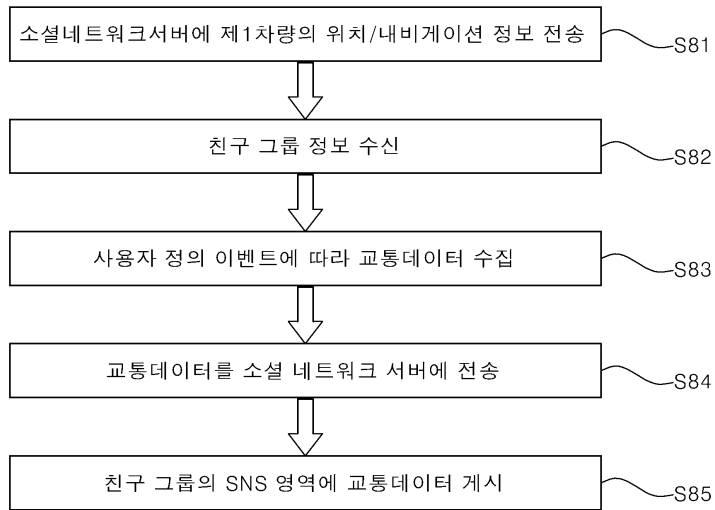 소셜네트워크서버에 제1차량의 위치/내비게이션 정보 전송
S81
친구 그룹 정보 수신
S82
사용자 정의 이벤트에 따라 교통데이터 수집
S83
교통데이터를 소셜 네트워크 서버에 전송
S84
친구 그룹의 SNS 영역에 교통데이터 게시
S85